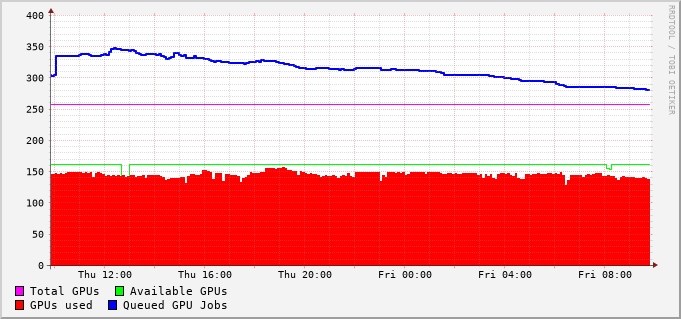 400
350
300
250
200
150
100
50
0
Thu 12:00 Thu 16:00 Thu 20:00 Fri 00:00 Fri 04:00 Fri 08:00
Total GPUs Available GPUs
GPUs used Queued GPU Jobs
RRDTOOL / TOBI OETIKER